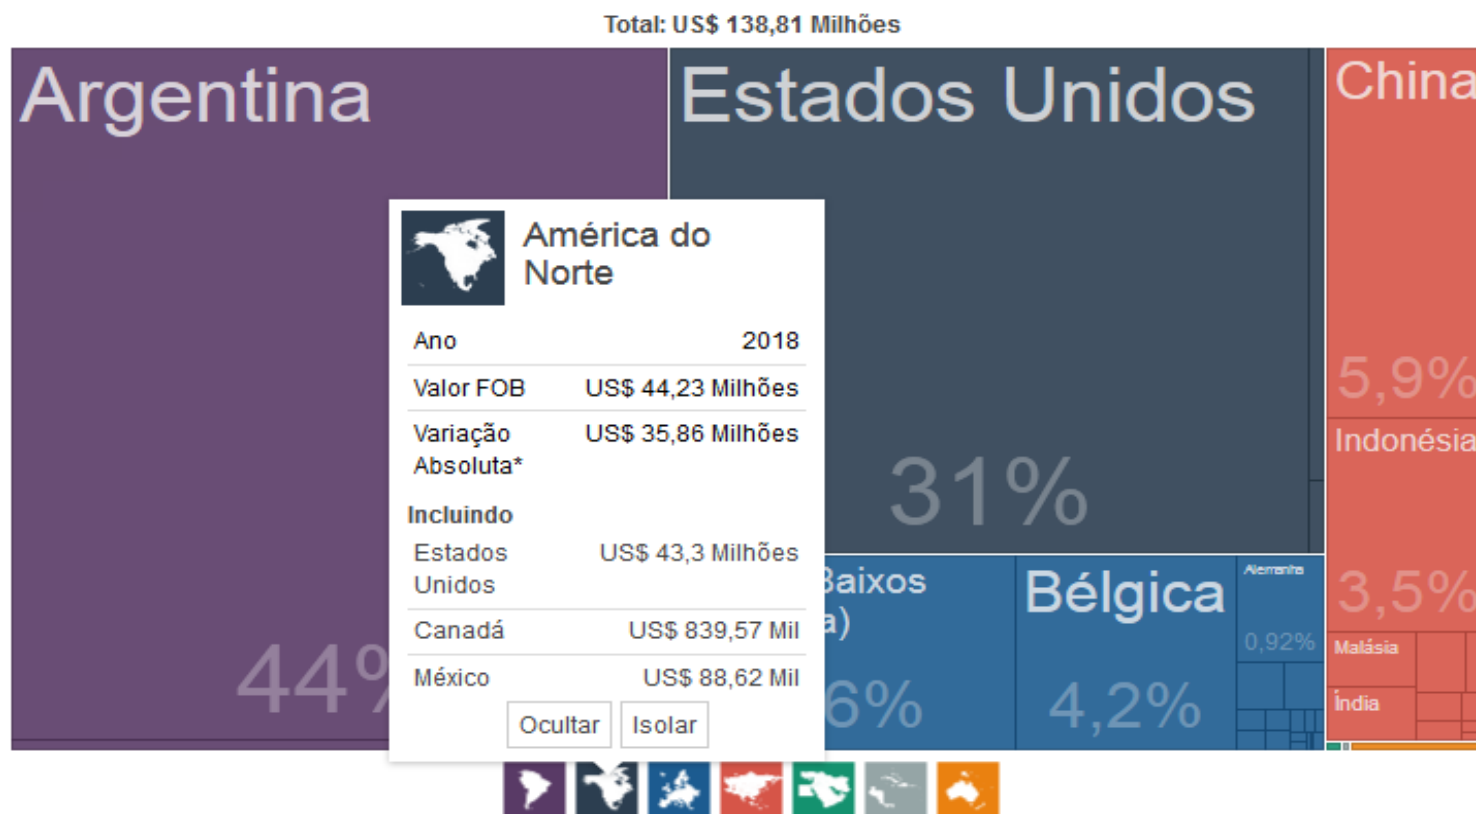 Total: US$ 138,81 Milhões
Argentina
44%
Estados Unidos
31%
China
5,9%
Indonésia
3,5%
Malásia
Índia
Baixos
a)
6%
Bélgica
4,2%
Alemanha
0,92%
América do
Norte
Ano 2018
Valor FOB US$ 44,23 Milhões
Variação US$ 35,86 Milhões
Absoluta*
Incluindo
Estados US$ 43,3 Milhões
Unidos
Canadá US$ 839,57 Mil
México US$ 88,62 Mil
Ocultar Isolar